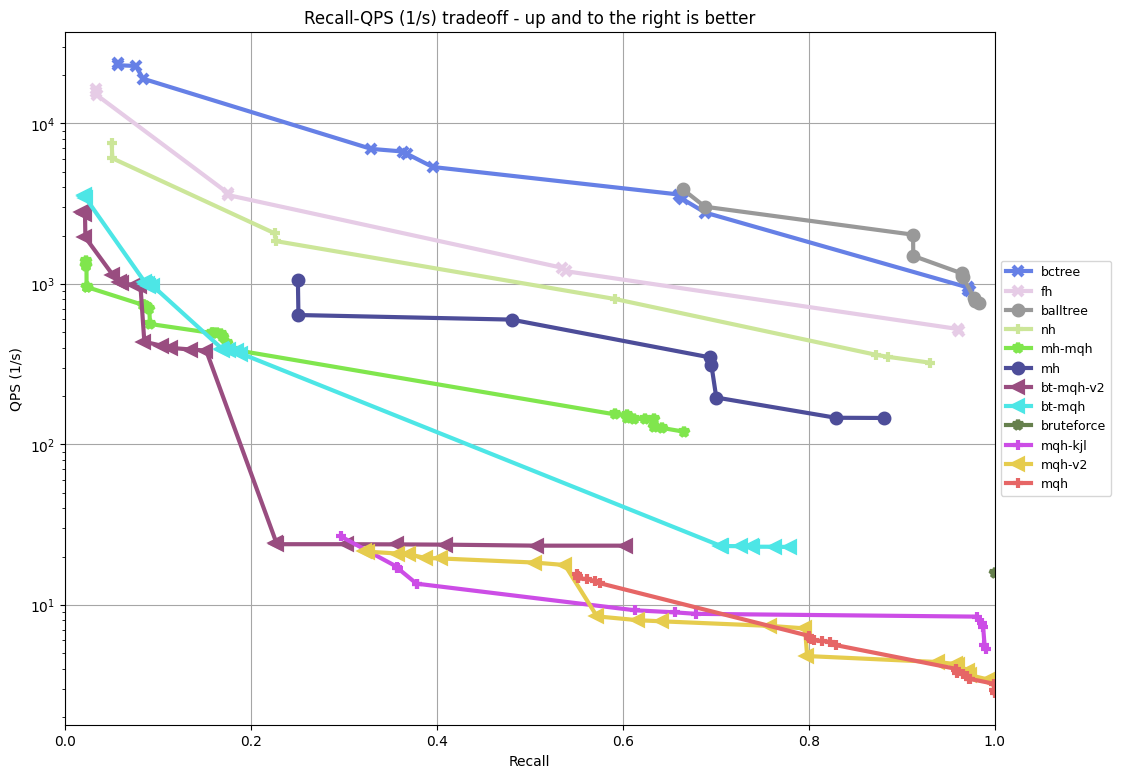 Recall-QPS (1/s) tradeoff - up and to the right is better
QPS (1/s)
10^4
10^3
10^2
10^1
0.0 0.2 0.4 0.6 0.8 1.0
Recall
bctree
fh
balltree
nh
mh-mqh
mh
bt-mqh-v2
bt-mqh
bruteforce
mqh-kjl
mqh-v2
mqh